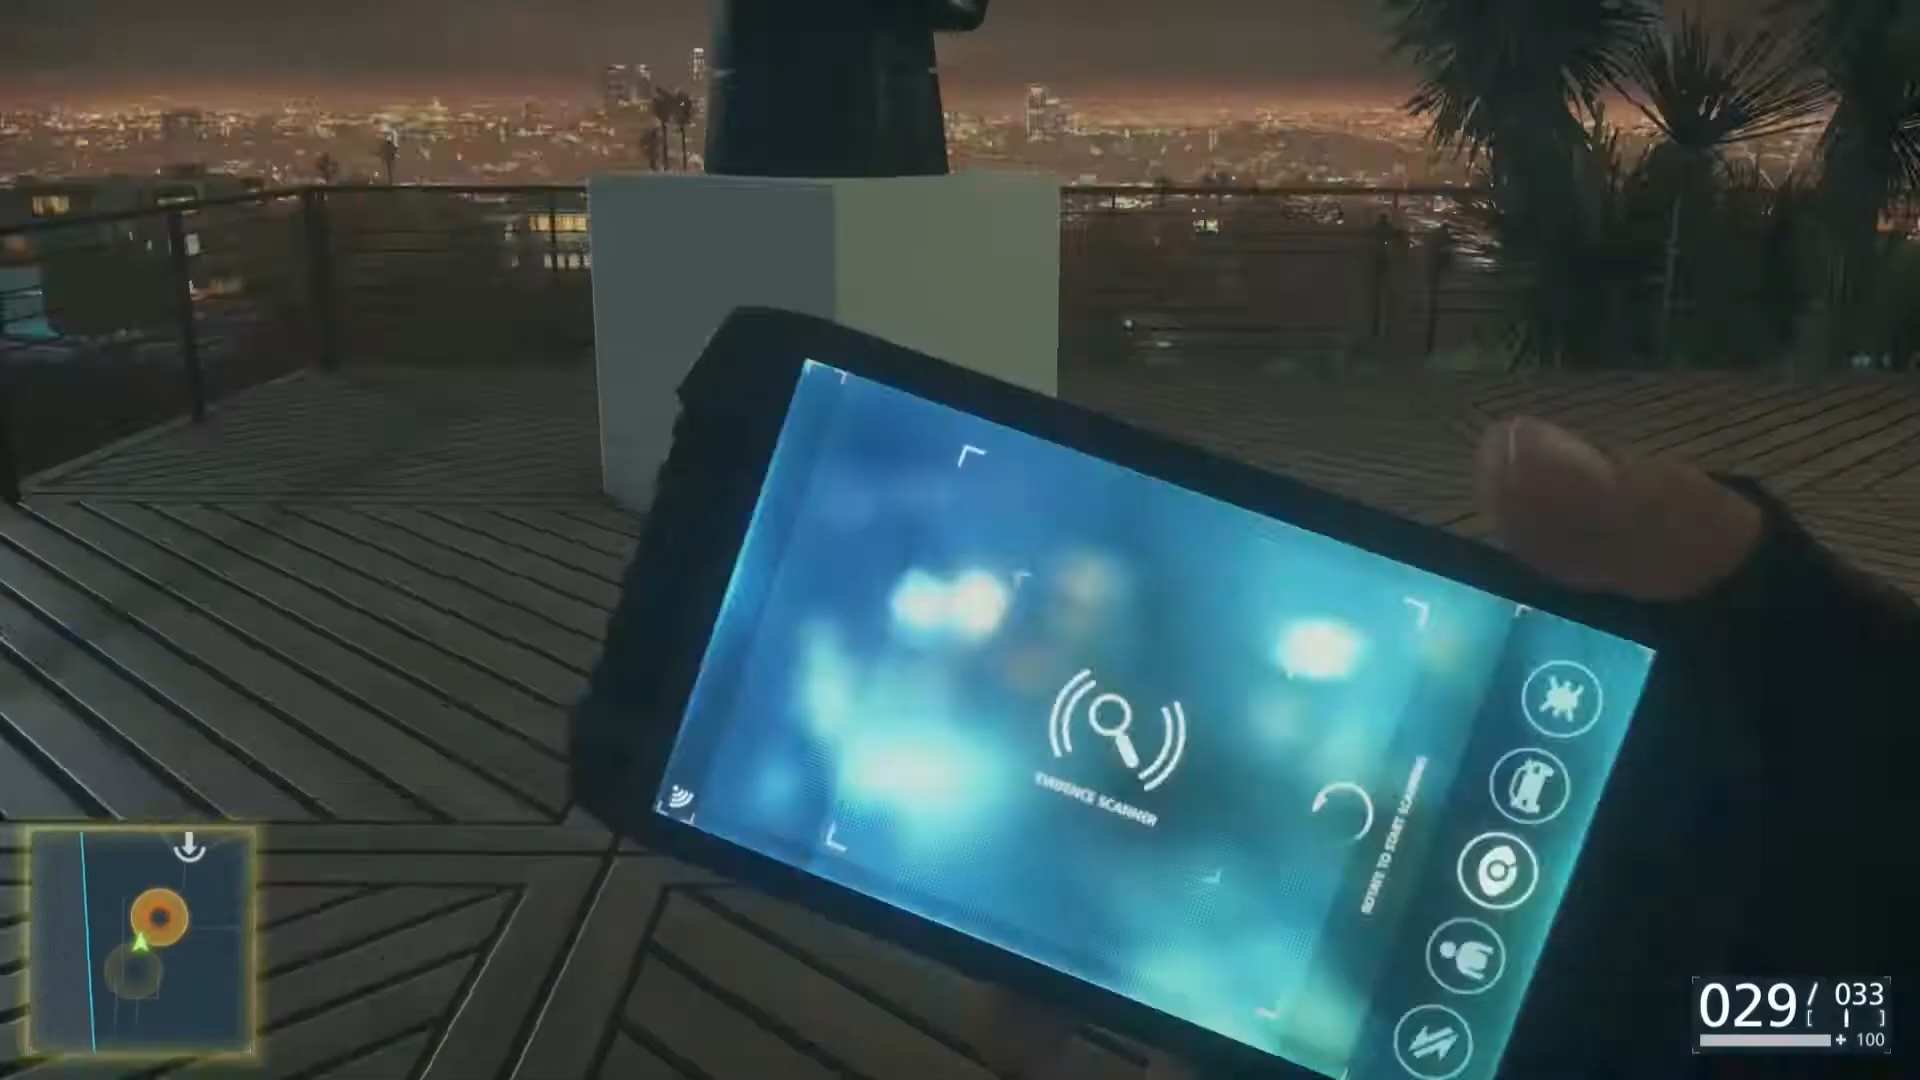 EVIDENCE SCANNER
ROTATE TO START SCANNING
029 / 033
[ | ]
+ 100